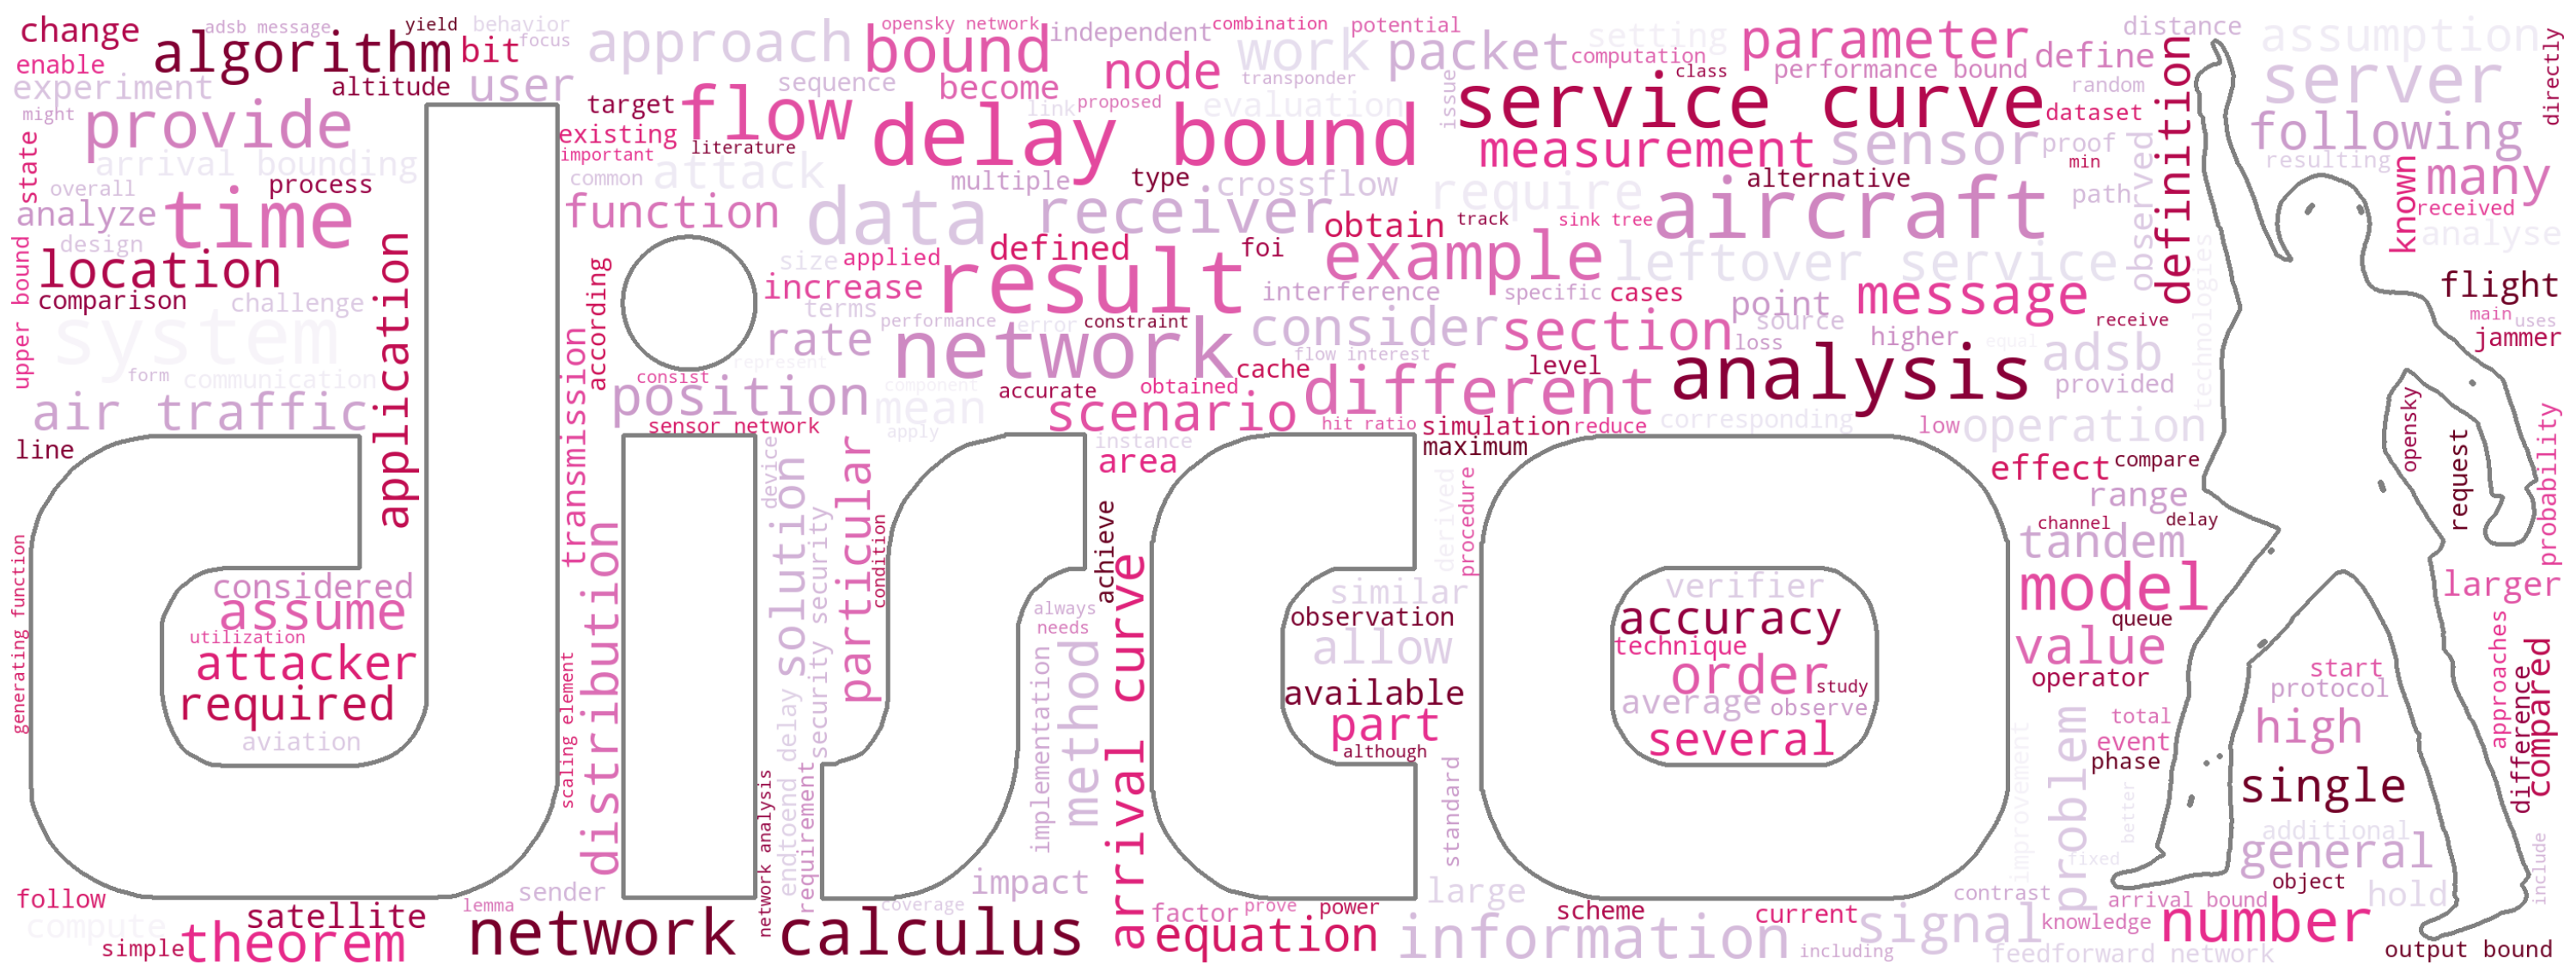 disco
change
adsb message
yield
behavior
opensky network
combination
potential
distance
assumption
directly
algorithm
bit
focus
approach
bound
independent
work
packet
setting
parameter
define
enable
altitude
user
experiment
sequence
become
node
transponder
computation
class
performance bound
random
server
might
provide
target
flow
link
proposed
evaluation
issue
service curve
dataset
definition
following
state
arrival bounding
existing
important
literature
delay bound
measurement
sensor
proof
min
resulting
overall
process
common
attack
multiple
type
crossflow
require
alternative
observed
path
known
many
received
analyze
time
function
data
receiver
obtain
track
sink tree
aircraft
analyse
design
application
upper bound
location
according
size
applied
defined
foi
example
leftover service
technologies
flight
comparison
challenge
increase
result
interference
specific
cases
point
message
main
uses
system
terms
performance
error
constraint
consider
section
source
higher
receive
jammer
transmission
rate
network
flow interest
loss
equal
adsb
form
communication
represent
consist
component
accurate
obtained
cache
level
analysis
provided
air traffic
position
mean
scenario
different
corresponding
operation
low
line
sensor network
apply
hit ratio
simulation
reduce
maximum
instance
area
effect
compare
opensky
request
probability
device
solution
particular
range
channel
delay
tandem
security security
condition
achieve
derived
procedure
distribution
considered
assume
utilization
attacker
required
aviation
generating function
scaling element
always
needs
similar
observation
allow
available
part
although
verifier
accuracy
technique
order
study
average
observe
several
model
queue
value
operator
larger
start
protocol
approaches
difference
compared
endtoend delay
requirement
implementation
method
arrival curve
standard
improvement
problem
total
event
phase
high
single
better
fixed
additional
general
network analysis
follow
sender
impact
coverage
large
contrast
object
hold
include
compute
satellite
lemma
factor
prove
power
scheme
current
arrival bound
knowledge
simple
theorem
network calculus
equation
information
including
signal
number
feedforward network
output bound